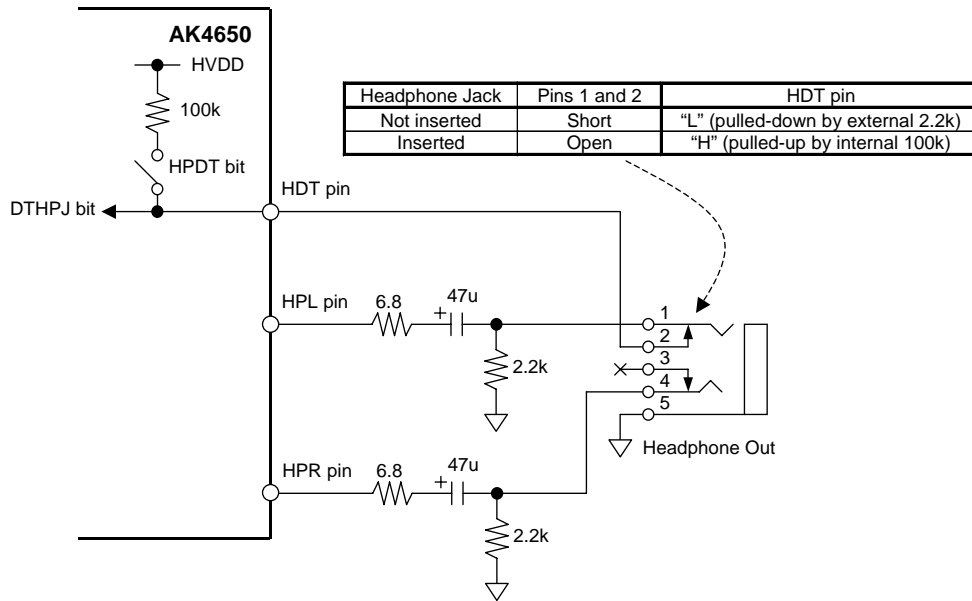 AK4650
HVDD
100k
HPDT bit
DTHPJ bit
HDT pin
Headphone Jack Pins 1 and 2 HDT pin
Not inserted Short “L” (pulled-down by external 2.2k)
Inserted Open “H” (pulled-up by internal 100k)
HPL pin
6.8
+
47u
2.2k
1
2
3
4
5
Headphone Out
HPR pin
6.8
+
47u
2.2k